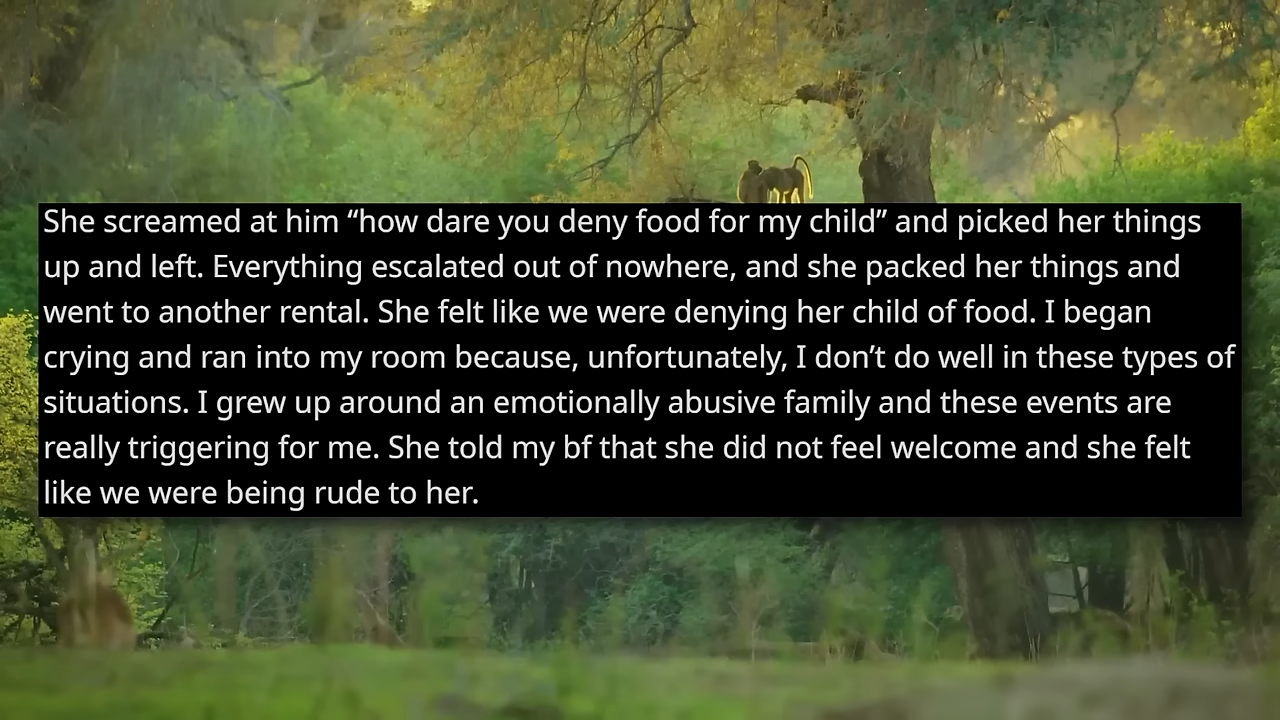 She screamed at him “how dare you deny food for my child” and picked her things
up and left. Everything escalated out of nowhere, and she packed her things and
went to another rental. She felt like we were denying her child of food. I began
crying and ran into my room because, unfortunately, I don’t do well in these types of
situations. I grew up around an emotionally abusive family and these events are
really triggering for me. She told my bf that she did not feel welcome and she felt
like we were being rude to her.